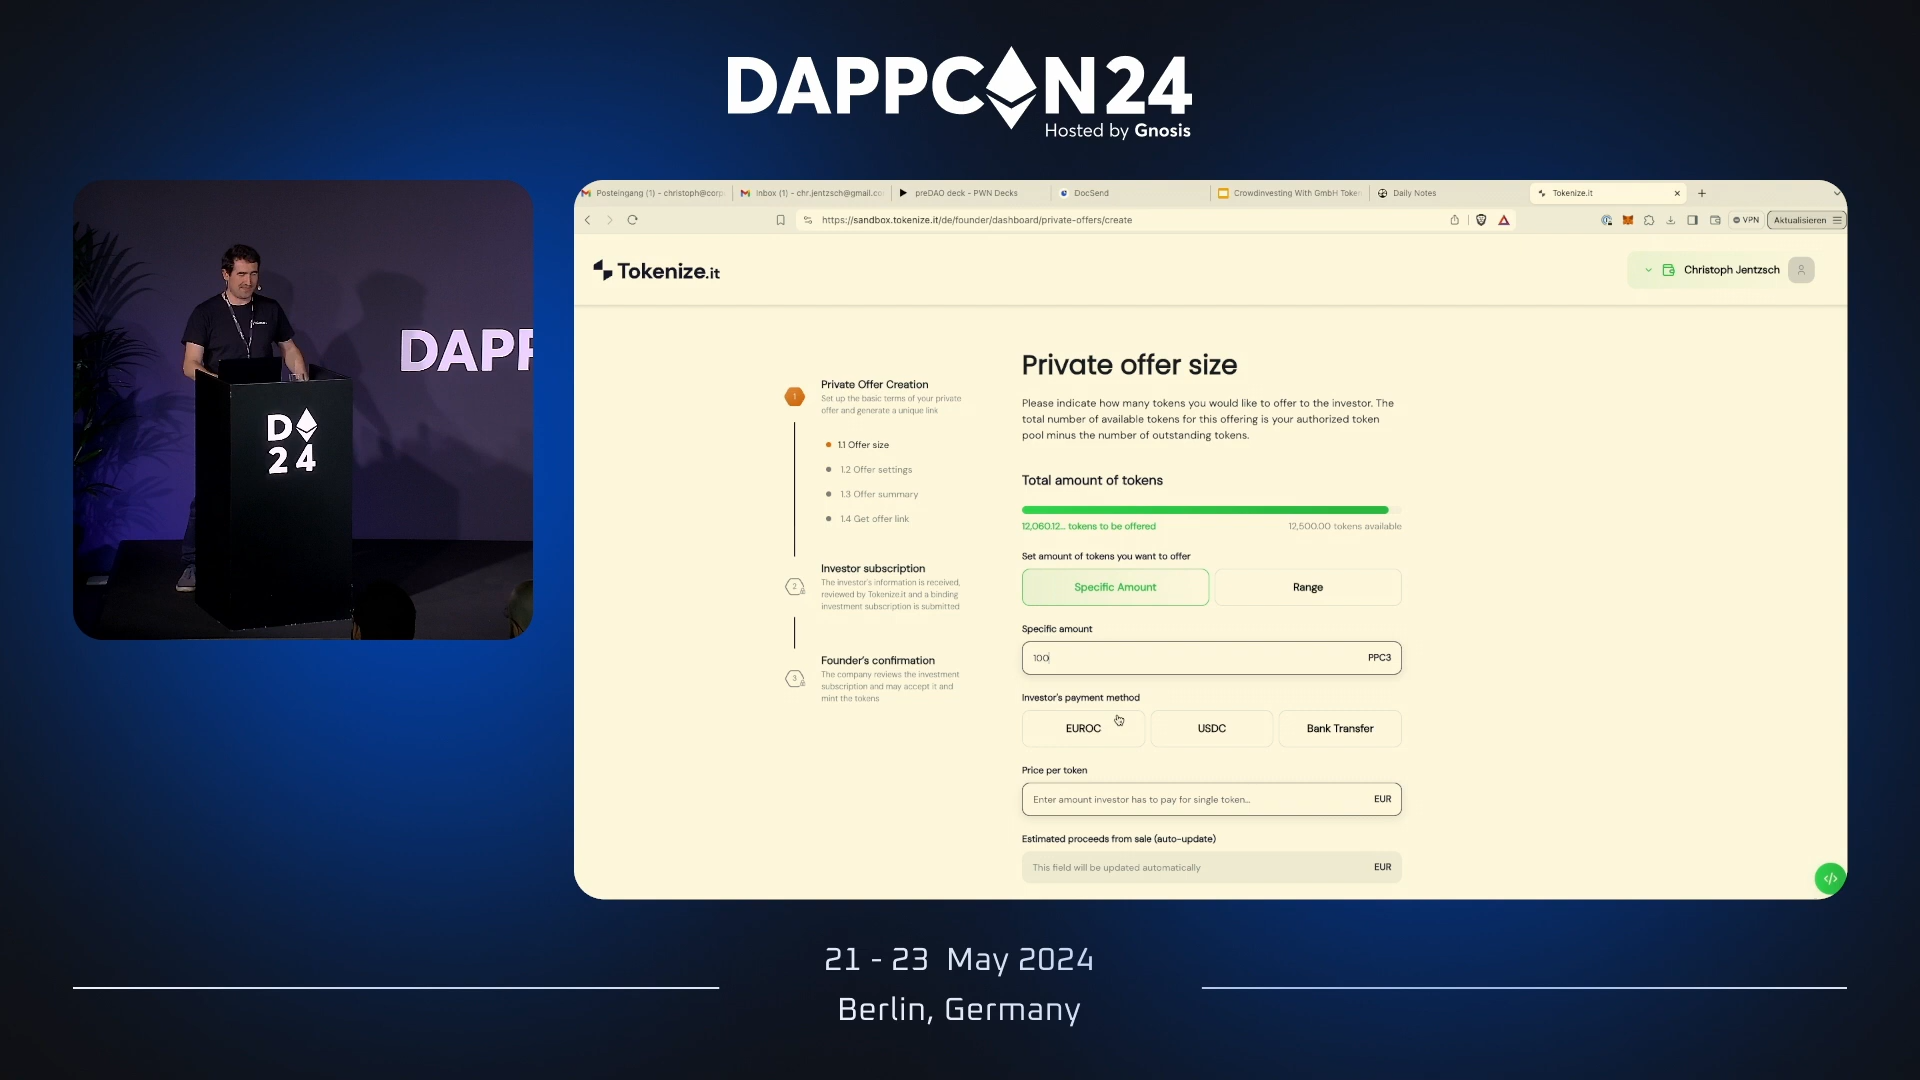 DAPPCON24
Hosted by Gnosis
DAPP
D
24
Posteingang (1) - christoph@corp
Inbox (1) - chr.jentzsch@gmail.co
preDAO deck - PWN Decks
DocSend
Crowdinvesting With GmbH Token
Daily Notes
Tokenize.it
https://sandbox.tokenize.it/de/founder/dashboard/private-offers/create
VPN
Aktualisieren
Tokenize.it
Christoph Jentzsch
1
Private Offer Creation
Set up the basic terms of your private
offer and generate a unique link
1.1 Offer size
1.2 Offer settings
1.3 Offer summary
1.4 Get offer link
2
Investor subscription
The investor's information is received,
reviewed by Tokenize.it and a binding
investment subscription is submitted
3
Founder's confirmation
The company reviews the investment
subscription and may accept it and
mint the tokens
Private offer size
Please indicate how many tokens you would like to offer to the investor. The
total number of available tokens for this offering is your authorized token
pool minus the number of outstanding tokens.
Total amount of tokens
12,060.12... tokens to be offered
12,500.00 tokens available
Set amount of tokens you want to offer
Specific Amount
Range
Specific amount
100
PPC3
Investor's payment method
EUROC
USDC
Bank Transfer
Price per token
Enter amount investor has to pay for single token...
EUR
Estimated proceeds from sale (auto-update)
This field will be updated automatically
EUR
</>
21 - 23 May 2024
Berlin, Germany